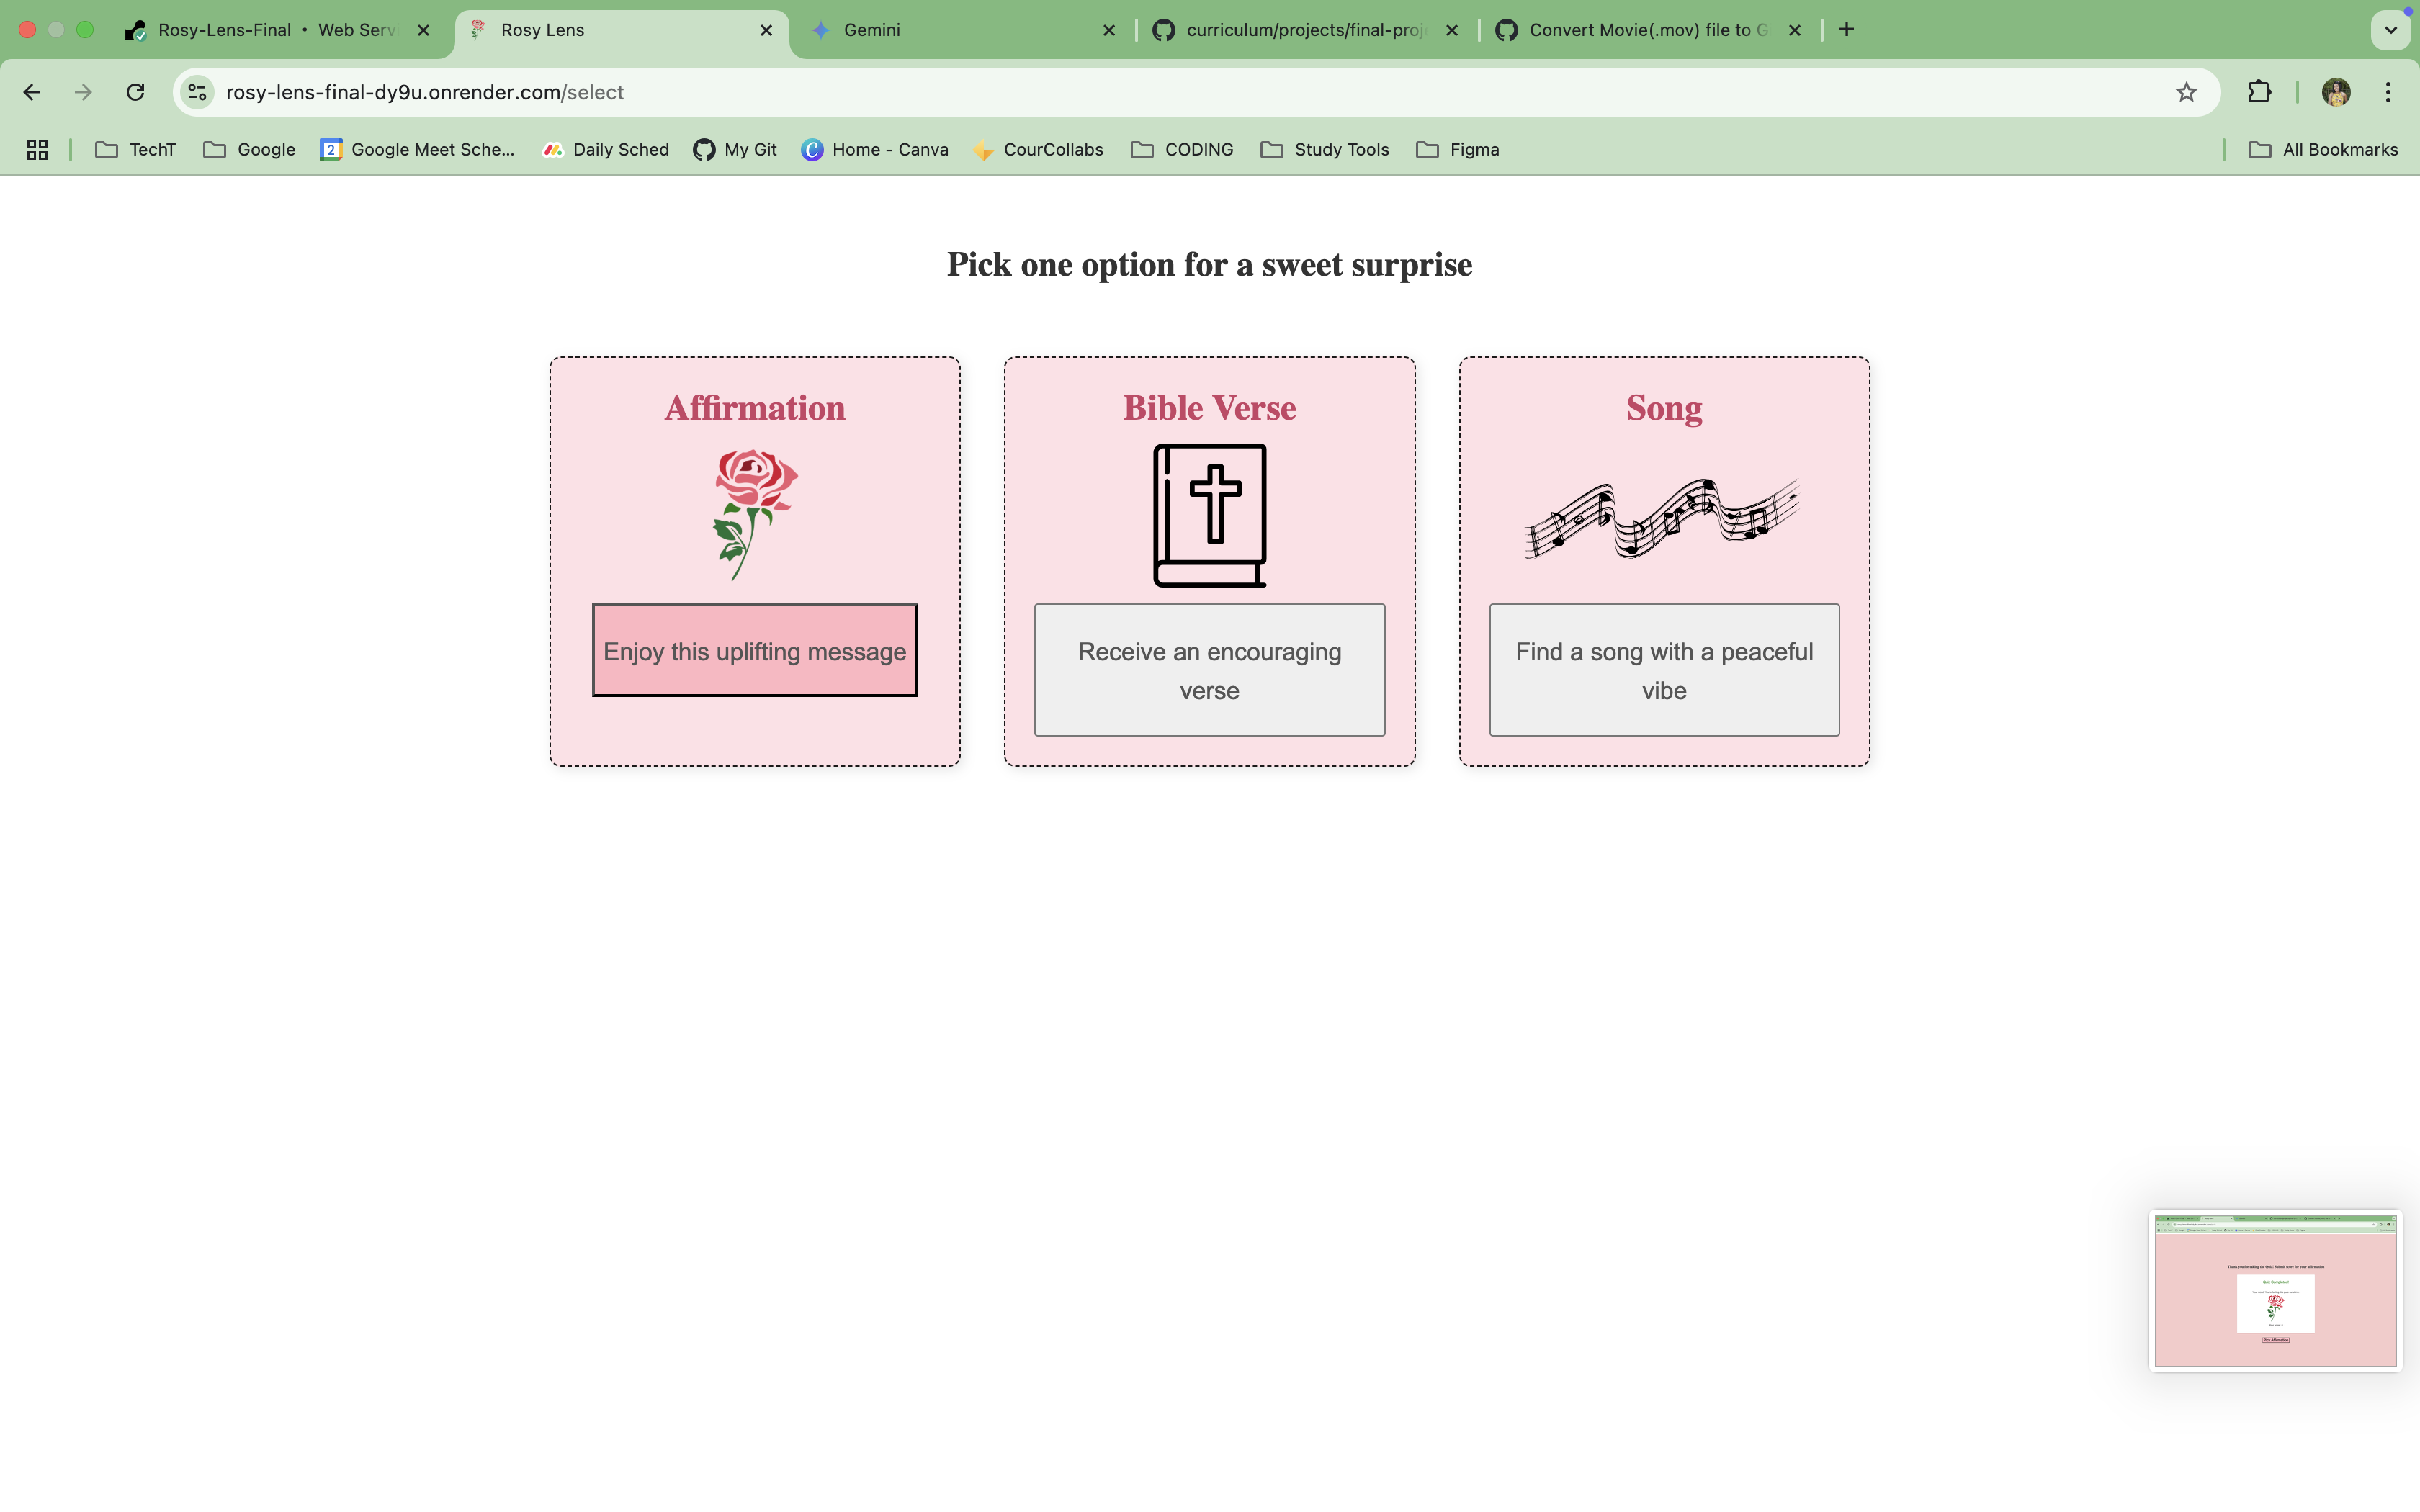 Rosy-Lens-Final • Web Serv
Rosy Lens
Gemini
curriculum/projects/final-proj
Convert Movie(.mov) file to G
rosy-lens-final-dy9u.onrender.com/select
TechT
Google
2
Google Meet Sche...
Daily Sched
My Git
Home - Canva
CourCollabs
CODING
Study Tools
Figma
All Bookmarks
Pick one option for a sweet surprise
Affirmation
Bible Verse
Song
Enjoy this uplifting message
Receive an encouraging
verse
Find a song with a peaceful
vibe